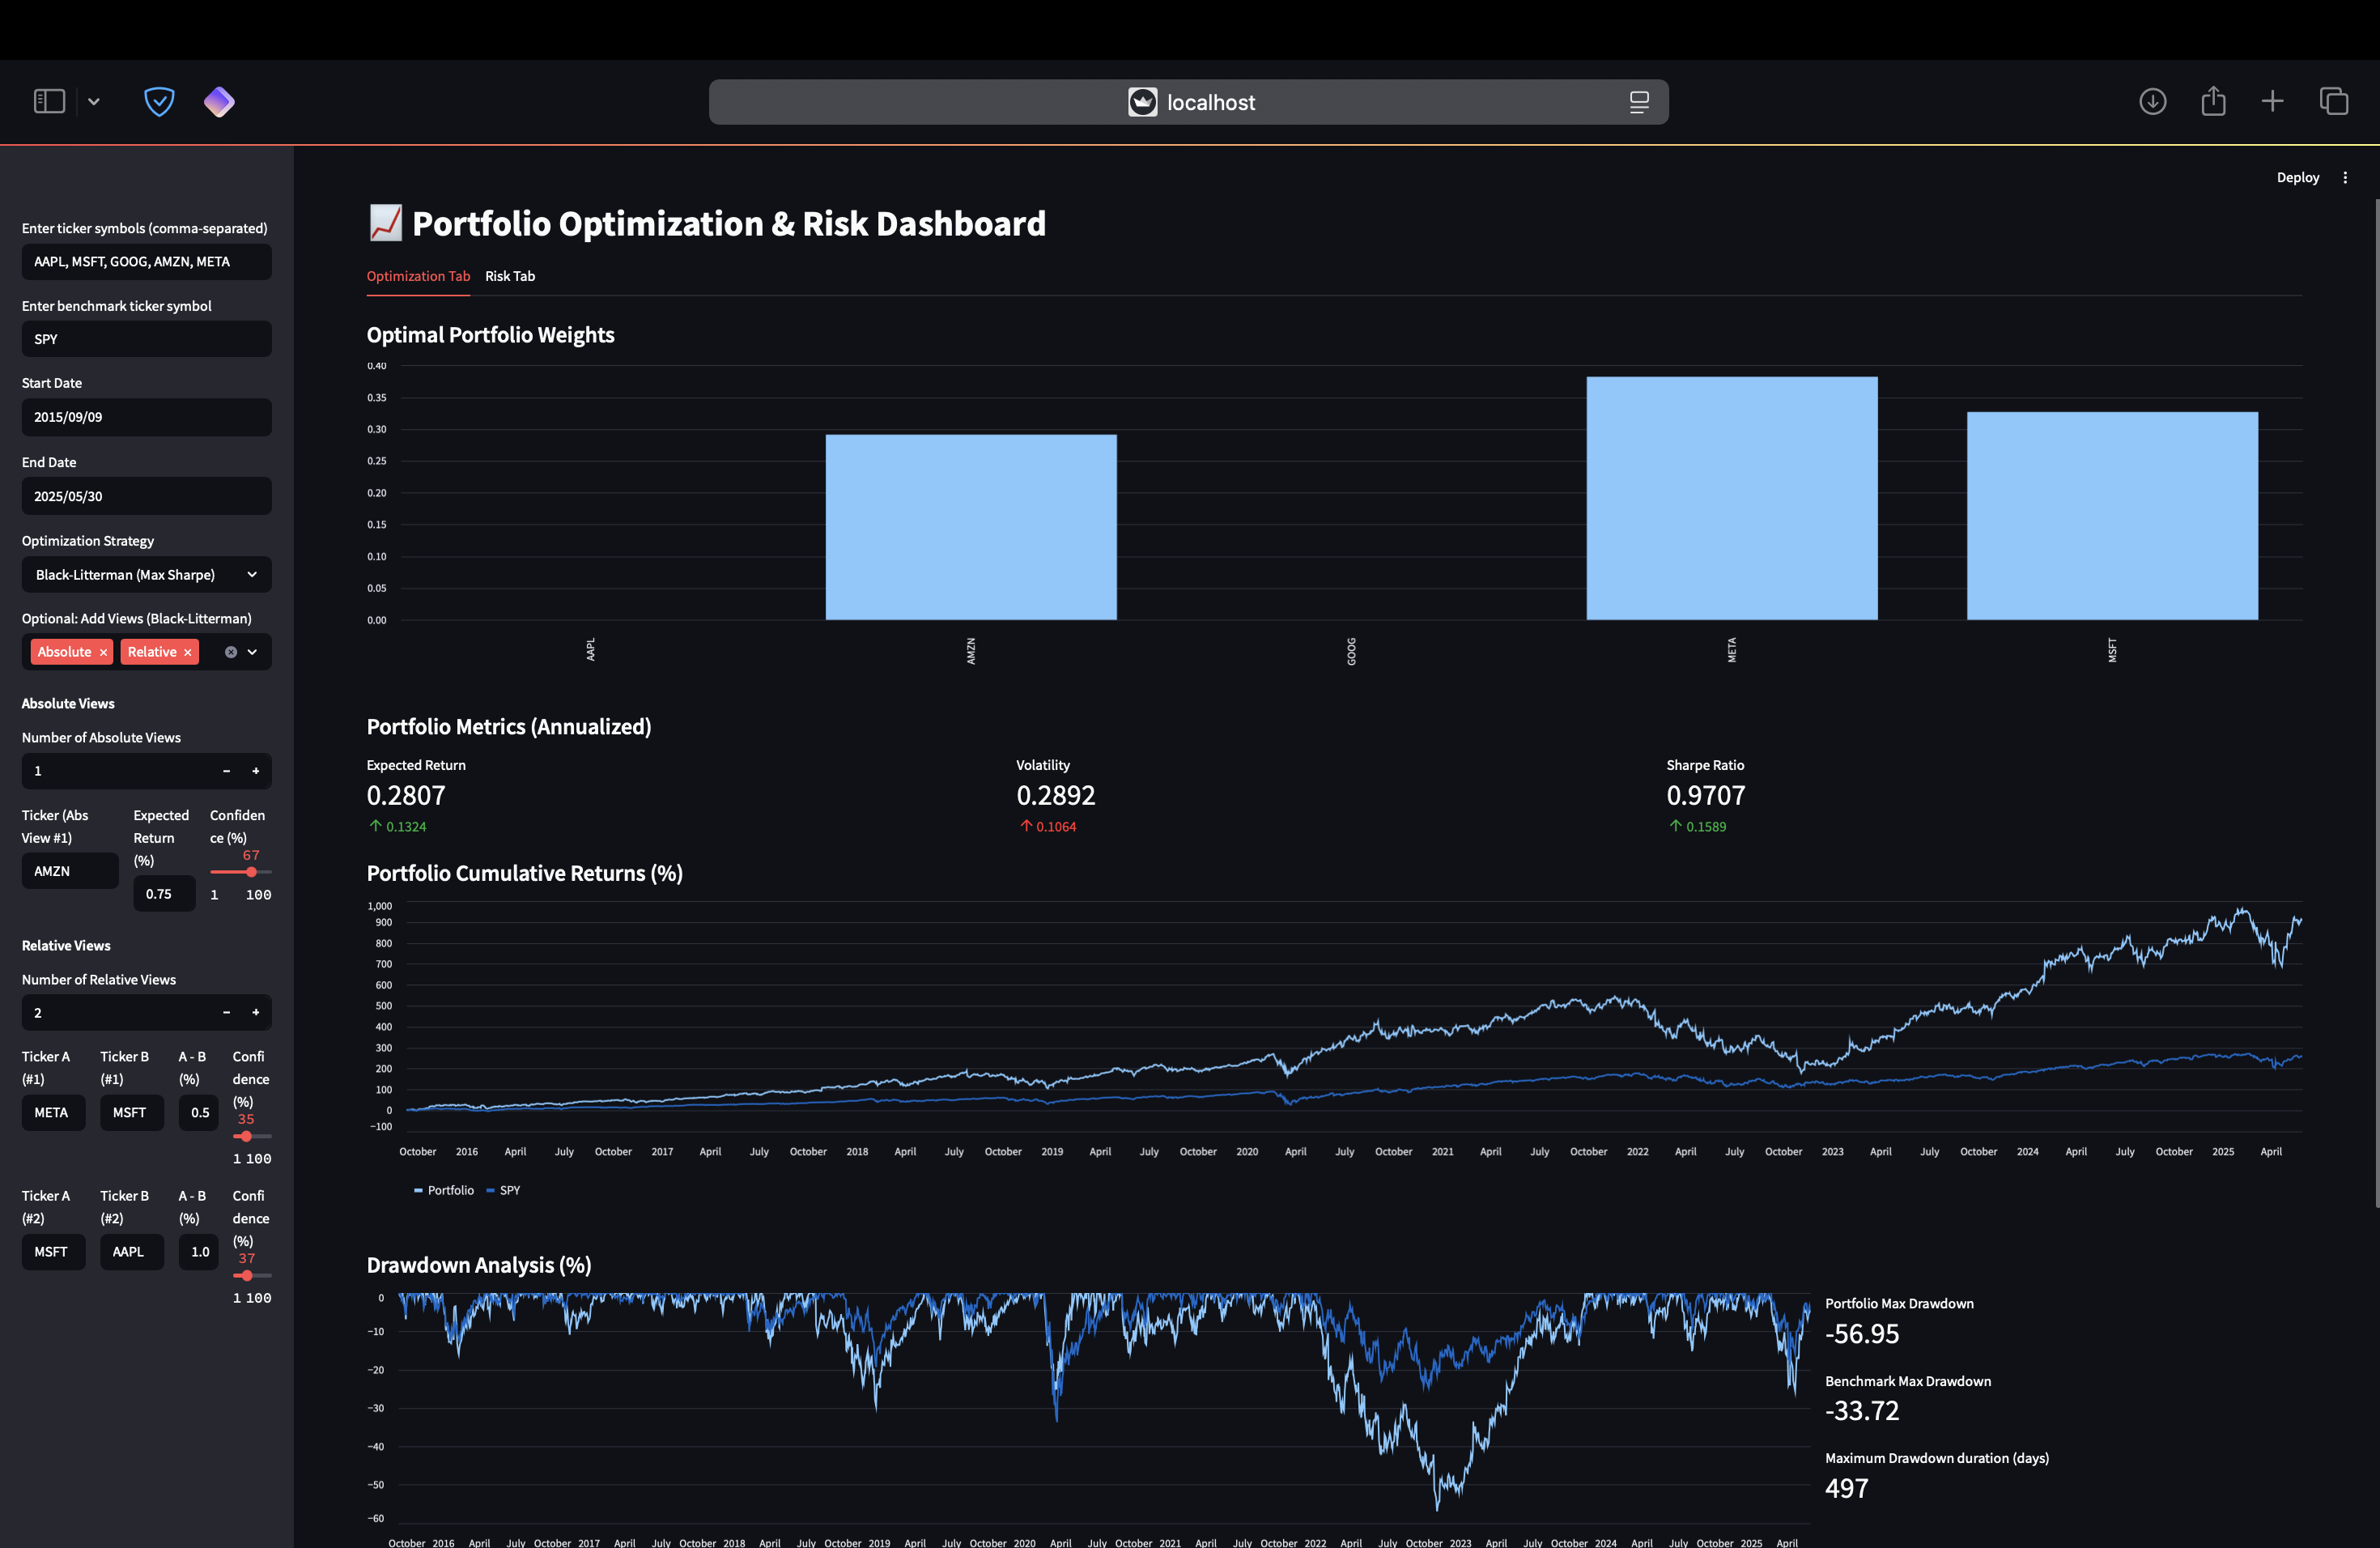 localhost
Deploy
Enter ticker symbols (comma-separated)
AAPL, MSFT, GOOG, AMZN, META
Enter benchmark ticker symbol
SPY
Start Date
2015/09/09
End Date
2025/05/30
Optimization Strategy
Black-Litterman (Max Sharpe)
Optional: Add Views (Black-Litterman)
Absolute × Relative ×
Absolute Views
Number of Absolute Views
1 − +
Ticker (Abs
View #1)
AMZN
Expected
Return
(%)
0.75
Confiden
ce (%)
67
1 100
Relative Views
Number of Relative Views
2 − +
Ticker A
(#1)
META
Ticker B
(#1)
MSFT
A - B
(%)
0.5
Confi
dence
(%)
35
1 100
Ticker A
(#2)
MSFT
Ticker B
(#2)
AAPL
A - B
(%)
1.0
Confi
dence
(%)
37
1 100
Portfolio Optimization & Risk Dashboard
Optimization Tab Risk Tab
Optimal Portfolio Weights
0.40
0.35
0.30
0.25
0.20
0.15
0.10
0.05
0.00
AAPL AMZN GOOG META MSFT
Portfolio Metrics (Annualized)
Expected Return
0.2807
↑ 0.1324
Volatility
0.2892
↑ 0.1064
Sharpe Ratio
0.9707
↑ 0.1589
Portfolio Cumulative Returns (%)
1,000
900
800
700
600
500
400
300
200
100
0
−100
October 2016 April July October 2017 April July October 2018 April July October 2019 April July October 2020 April July October 2021 April July October 2022 April July October 2023 April July October 2024 April July October 2025 April
Portfolio SPY
Drawdown Analysis (%)
0
−10
−20
−30
−40
−50
−60
October 2016 April July October 2017 April July October 2018 April July October 2019 April July October 2020 April July October 2021 April July October 2022 April July October 2023 April July October 2024 April July October 2025 April
Portfolio Max Drawdown
-56.95
Benchmark Max Drawdown
-33.72
Maximum Drawdown duration (days)
497